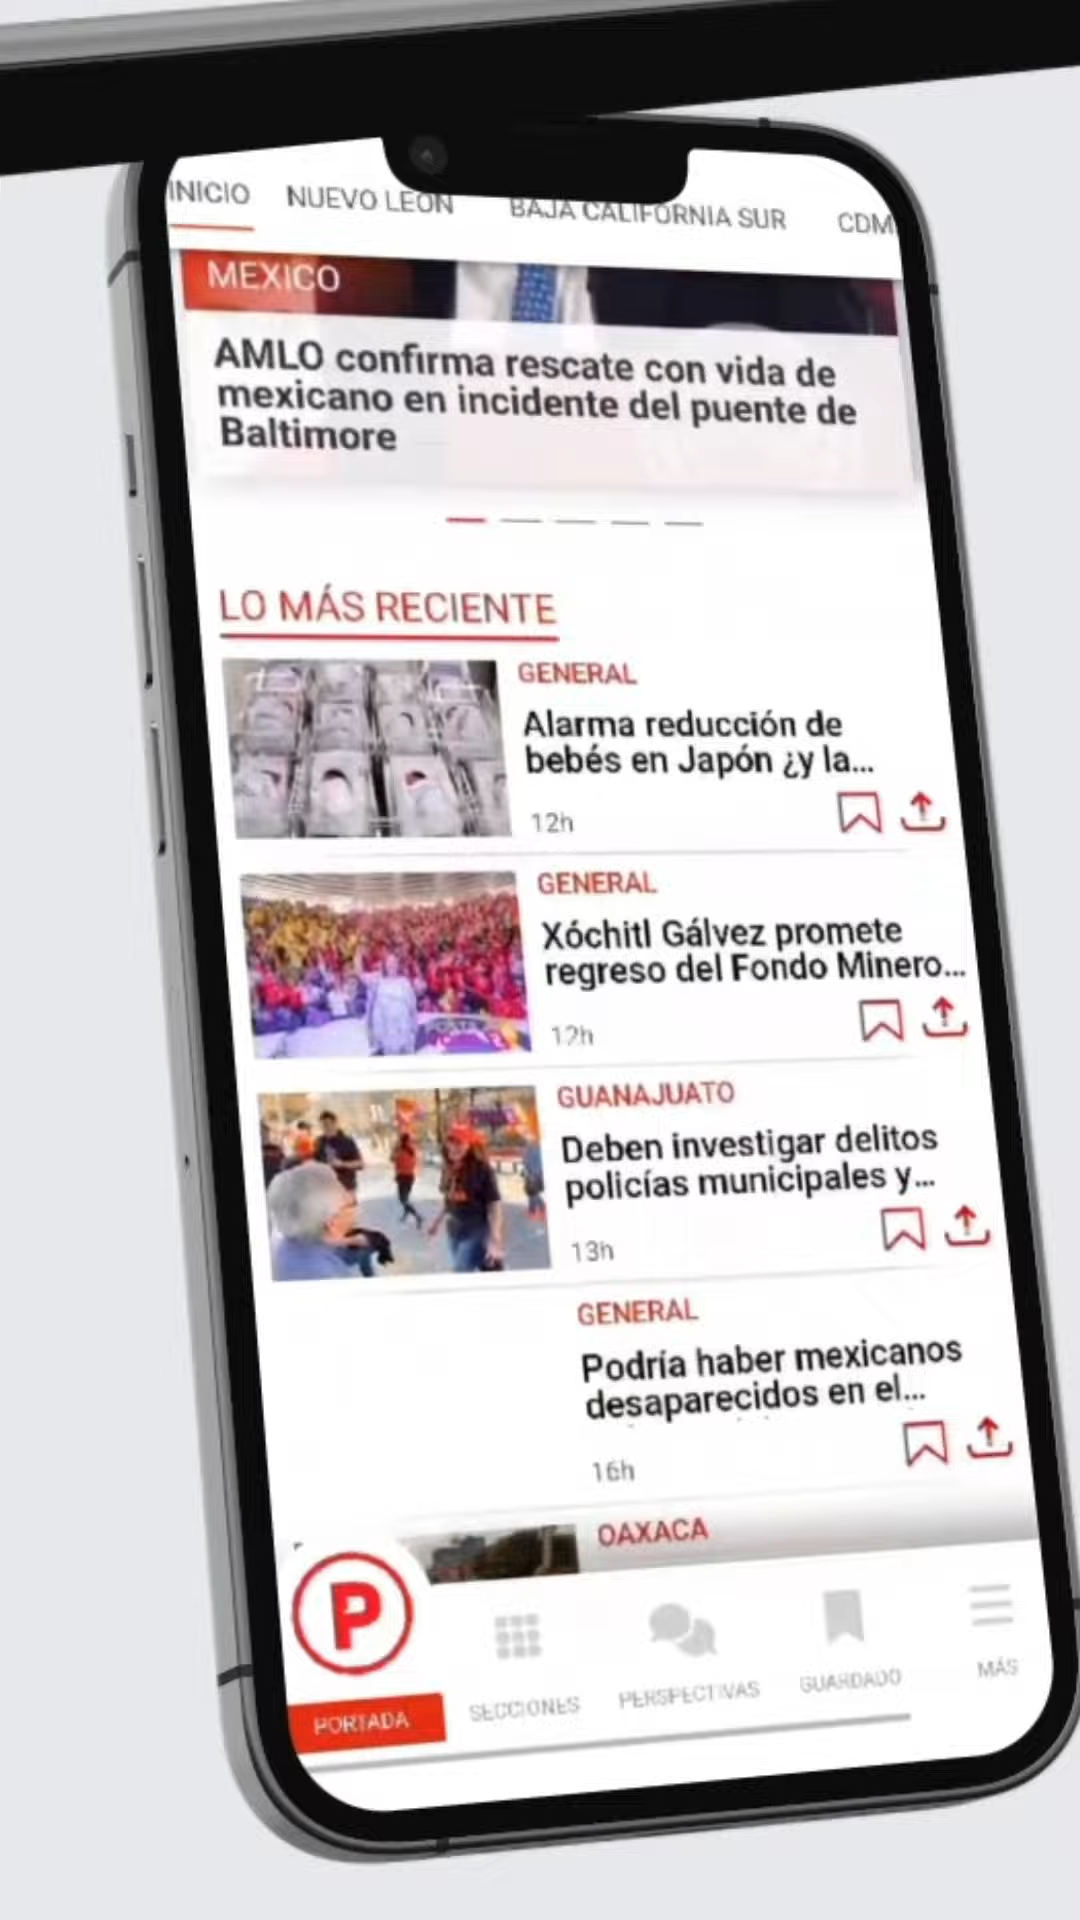 INICIO NUEVO LEÓN BAJA CALIFORNIA SUR CDM
MEXICO
AMLO confirma rescate con vida de
mexicano en incidente del puente de
Baltimore
LO MÁS RECIENTE
GENERAL
Alarma reducción de
bebés en Japón ¿y la...
12h
GENERAL
Xóchitl Gálvez promete
regreso del Fondo Minero...
12h
GUANAJUATO
Deben investigar delitos
policías municipales y...
13h
GENERAL
Podría haber mexicanos
desaparecidos en el...
16h
OAXACA
P
PORTADA SECCIONES PERSPECTIVAS GUARDADO MÁS